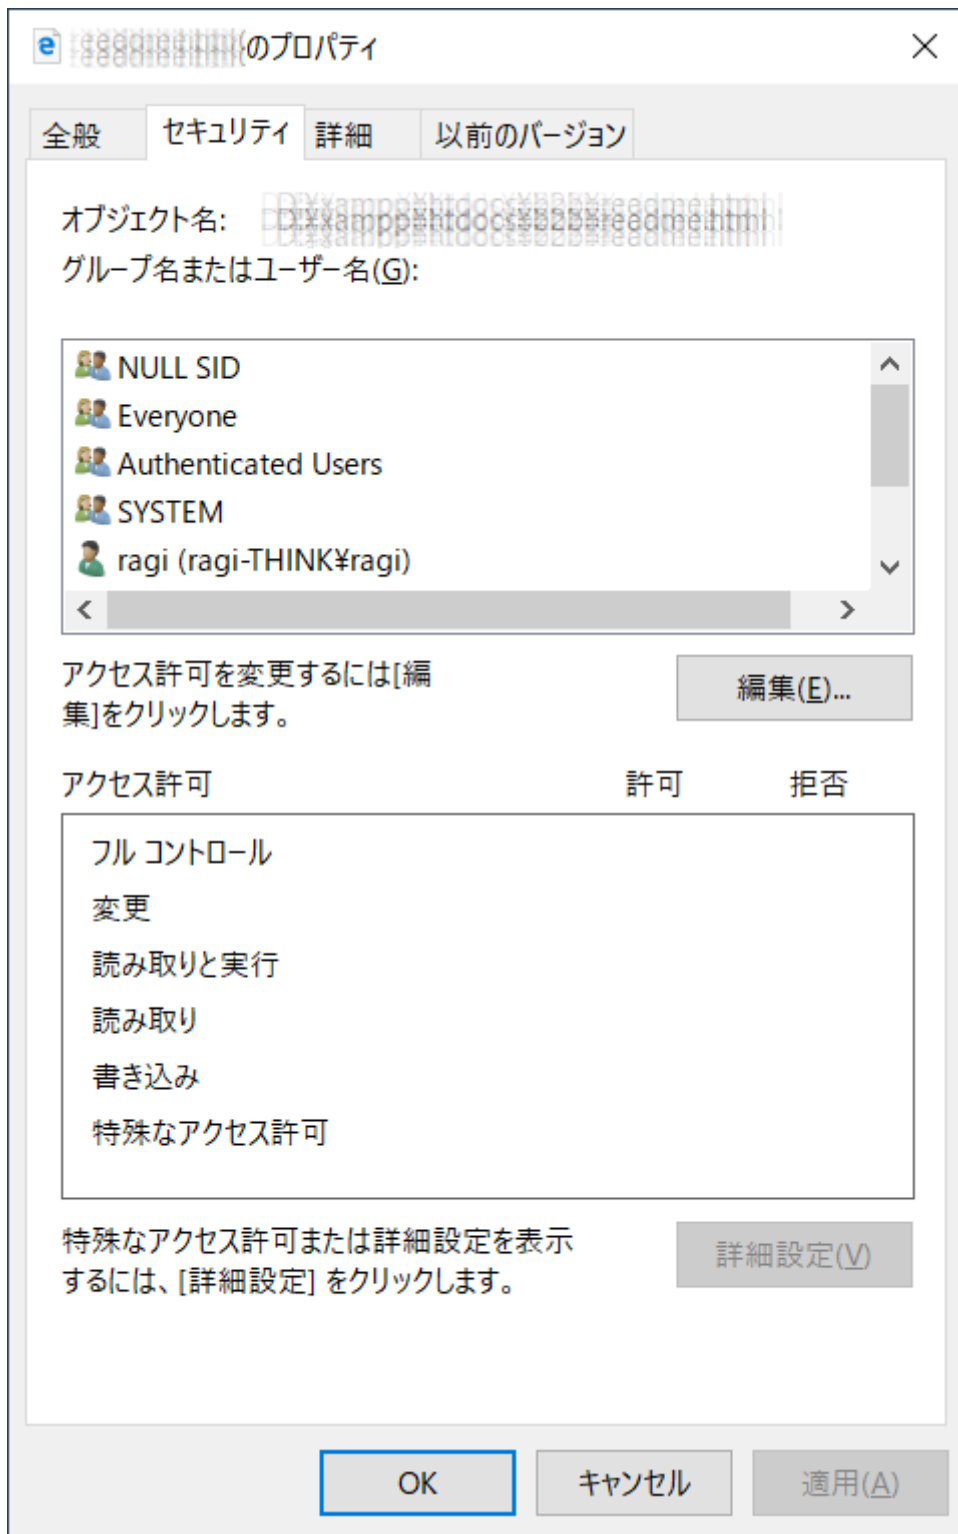 のプロパティ
全般
セキュリティ
詳細
以前のバージョン
オブジェクト名:
グループ名またはユーザー名(G):
NULL SID
Everyone
Authenticated Users
SYSTEM
ragi (ragi-THINK¥ragi)
アクセス許可を変更するには[編
集]をクリックします。
編集(E)...
アクセス許可
許可
拒否
フル コントロール
変更
読み取りと実行
読み取り
書き込み
特殊なアクセス許可
特殊なアクセス許可または詳細設定を表示
するには、[詳細設定] をクリックします。
詳細設定(V)
OK
キャンセル
適用(A)